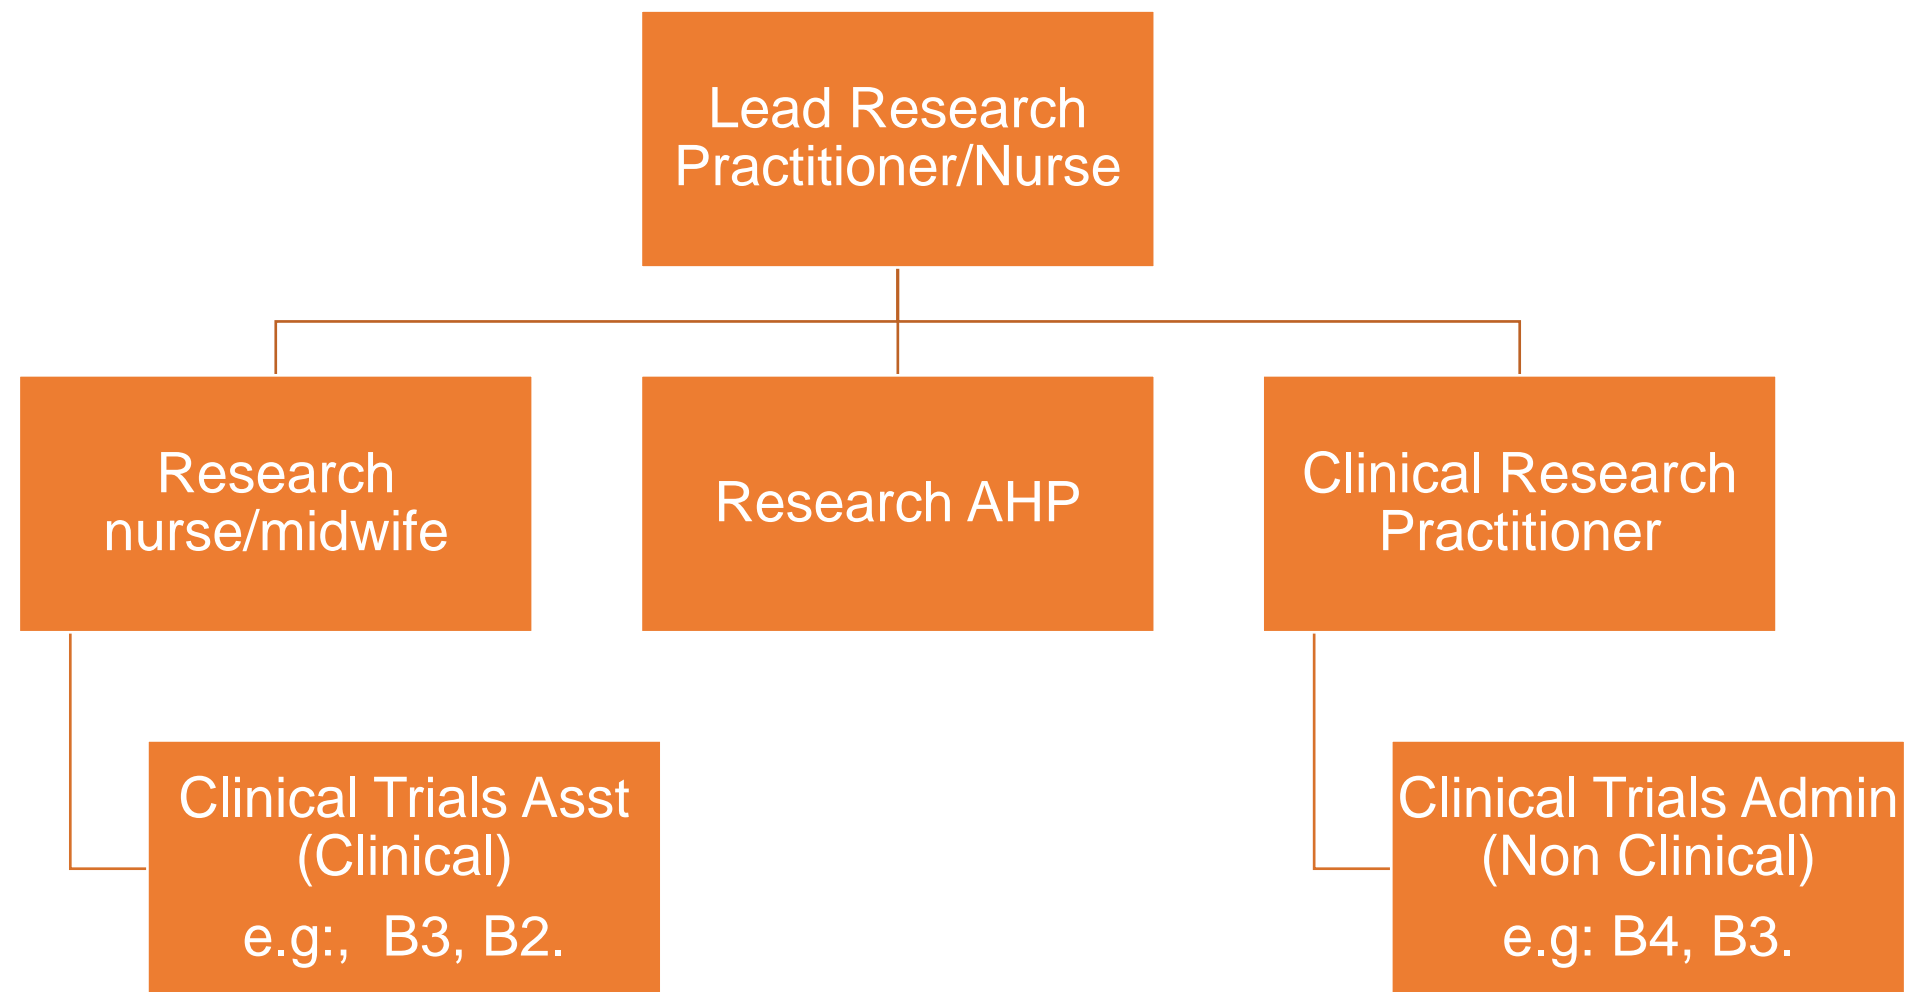 Lead Research
Practitioner/Nurse
Research
nurse/midwife
Research AHP
Clinical Research
Practitioner
Clinical Trials Asst
(Clinical)
e.g:,  B3, B2.
Clinical Trials Admin
(Non Clinical)
e.g: B4, B3.